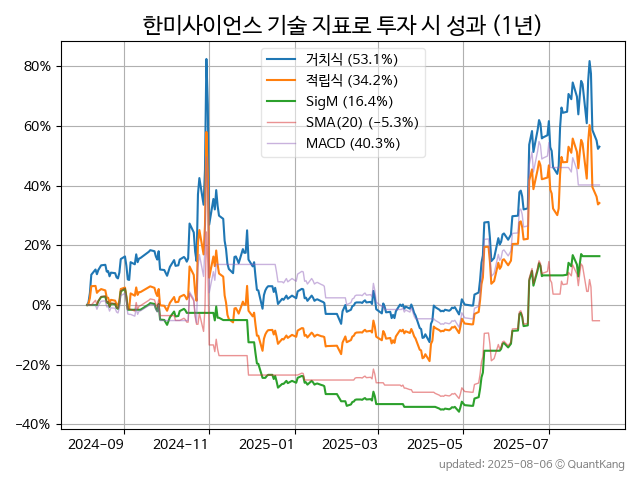 한미사이언스 기술 지표로 투자 시 성과 (1년)
거치식 (53.1%)
적립식 (34.2%)
SigM (16.4%)
SMA(20) (−5.3%)
MACD (40.3%)
80%
60%
40%
20%
0%
−20%
−40%
2024-09
2024-11
2025-01
2025-03
2025-05
2025-07
updated: 2025-08-06 ⓒ QuantKang